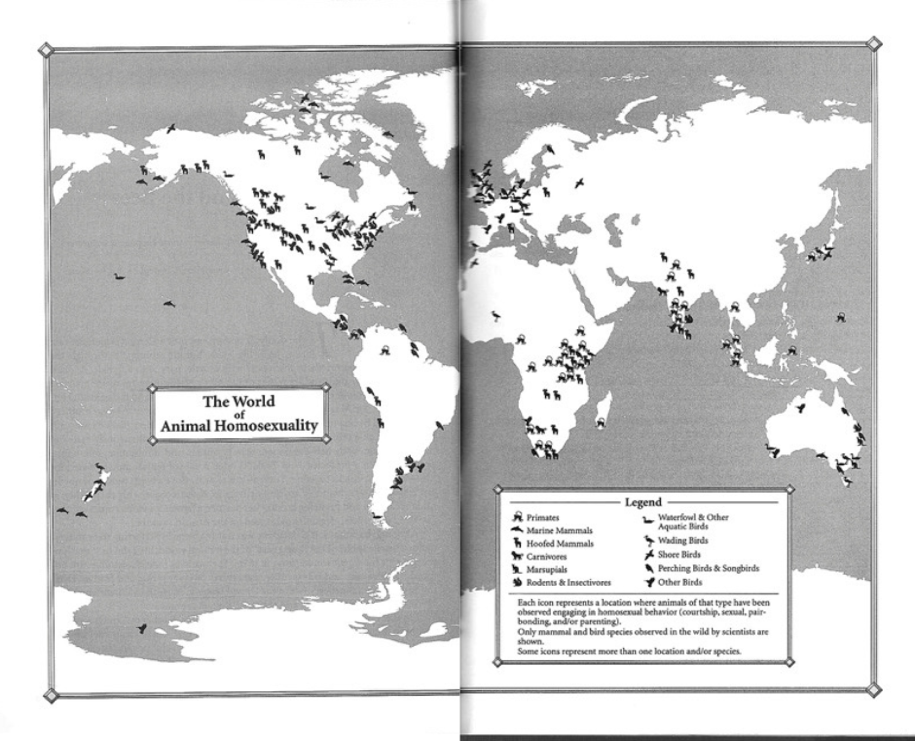 The World
of
Animal Homosexuality
Legend
Primates
Marine Mammals
Hoofed Mammals
Carnivores
Marsupials
Rodents & Insectivores
Waterfowl & Other
Aquatic Birds
Wading Birds
Shore Birds
Perching Birds & Songbirds
Other Birds
Each icon represents a location where animals of that type have been
observed engaging in homosexual behavior (courtship, sexual, pair-
bonding, and/or parenting).
Only mammal and bird species observed in the wild by scientists are
shown.
Some icons represent more than one location and/or species.